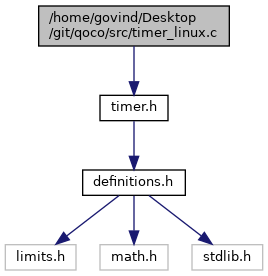 /home/govind/Desktop
/git/qoco/src/timer_linux.c
timer.h
definitions.h
limits.h
math.h
stdlib.h